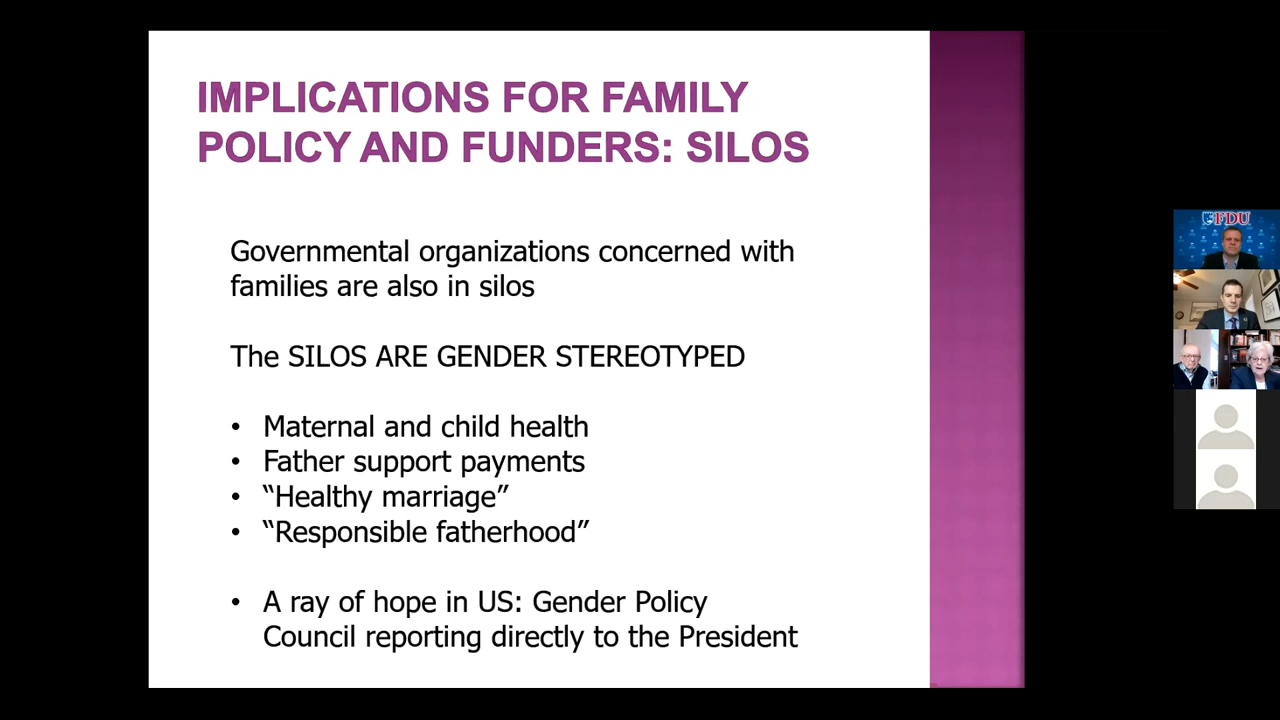 IMPLICATIONS FOR FAMILY
POLICY AND FUNDERS: SILOS
Governmental organizations concerned with
families are also in silos
The SILOS ARE GENDER STEREOTYPED
• Maternal and child health
• Father support payments
• “Healthy marriage”
• “Responsible fatherhood”
• A ray of hope in US: Gender Policy
Council reporting directly to the President
FDU